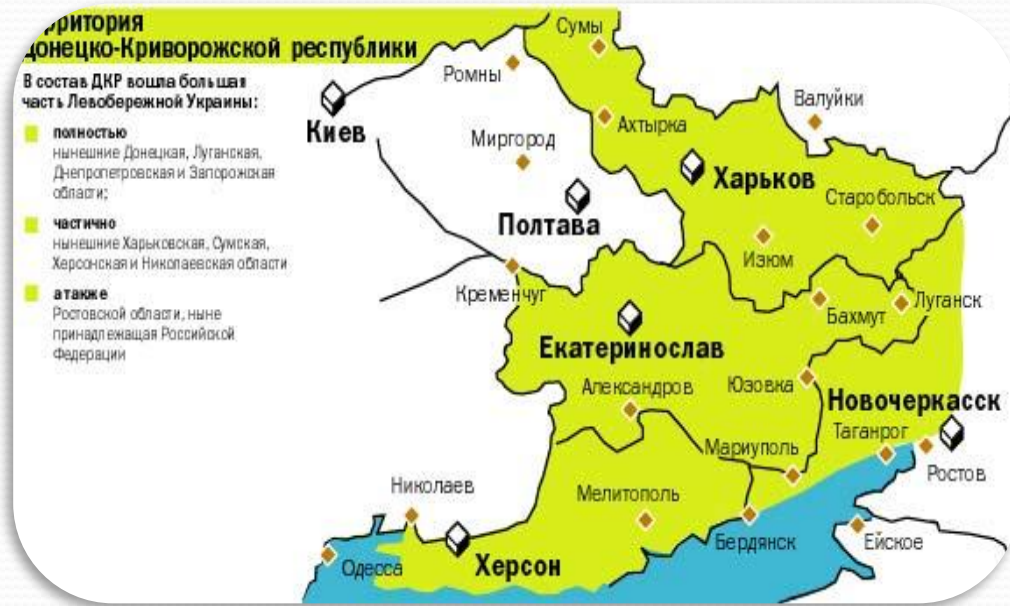 рритория
донецко-Криворожской республики
В состав ДКР вошла большая
часть Левобережной Украины:
полностью
нынешние Донецкая, Луганская,
Днепропетровская и Запорожская
области;
частично
нынешние Харьковская, Сумская,
Херсонская и Николаевская области
атакже
Ростовской области, ныне
принадлежащая Российской
Федерации
Сумы
Ромны
Киев
Ахтырка
Валуйки
Миргород
Харьков
Полтава
Старобольск
Изюм
Кременчуг
Луганск
Бахмут
Екатеринослав
Александров
Юзовка
Новочеркасск
Таганрог
Мариуполь
Ростов
Николаев
Мелитополь
Бердянск
Ейское
Одесса
Херсон